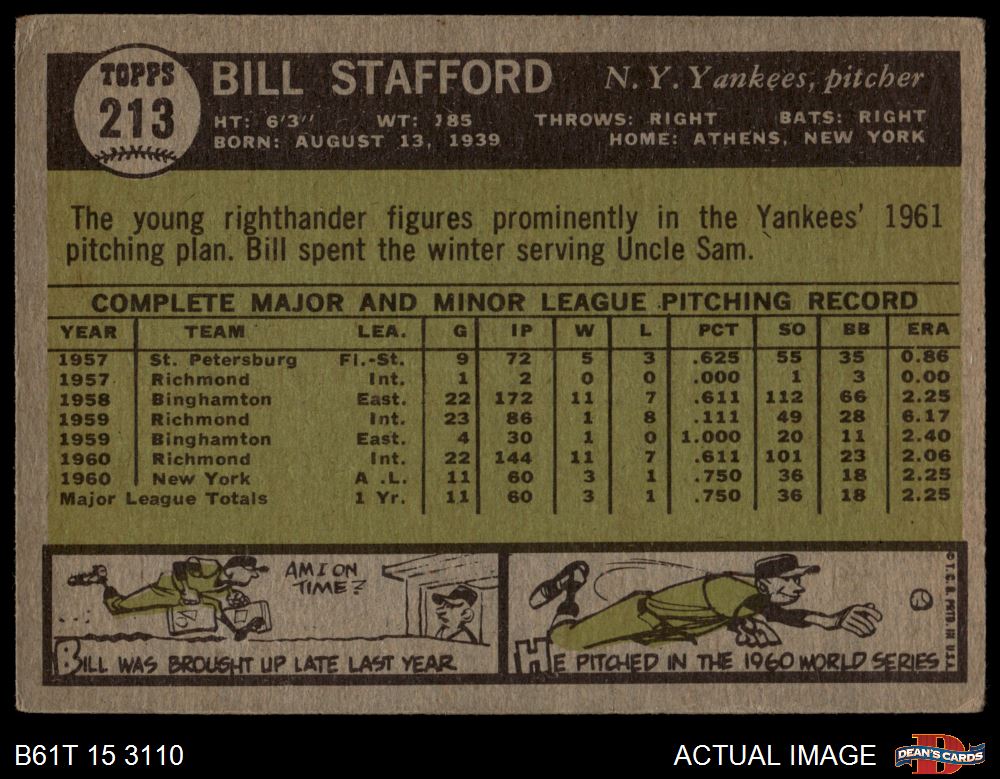 TOPPS
213
BILL STAFFORD N. Y. Yankees, pitcher
HT: 6'3" WT: 185 THROWS: RIGHT BATS: RIGHT
BORN: AUGUST 13, 1939 HOME: ATHENS, NEW YORK
The young righthander figures prominently in the Yankees' 1961
pitching plan. Bill spent the winter serving Uncle Sam.
COMPLETE MAJOR AND MINOR LEAGUE PITCHING RECORD
YEAR TEAM LEA. G IP W L PCT SO BB ERA
1957 St. Petersburg Fl.-St. 9 72 5 3 .625 55 35 0.86
1957 Richmond Int. 1 2 0 0 .000 1 3 0.00
1958 Binghamton East. 22 172 11 7 .611 112 66 2.25
1959 Richmond Int. 23 86 1 8 .111 49 28 6.17
1959 Binghamton East. 4 30 1 0 1.000 20 11 2.40
1960 Richmond Int. 22 144 11 7 .611 101 23 2.06
1960 New York A .L. 11 60 3 1 .750 36 18 2.25
Major League Totals 1 Yr. 11 60 3 1 .750 36 18 2.25
AM I ON
TIME?
BILL WAS BROUGHT UP LATE LAST YEAR
HE PITCHED IN THE 1960 WORLD SERIES
© T. C. G. PRTD. IN U.S.A.
B61T 15 3110 ACTUAL IMAGE
DEAN'S CARDS